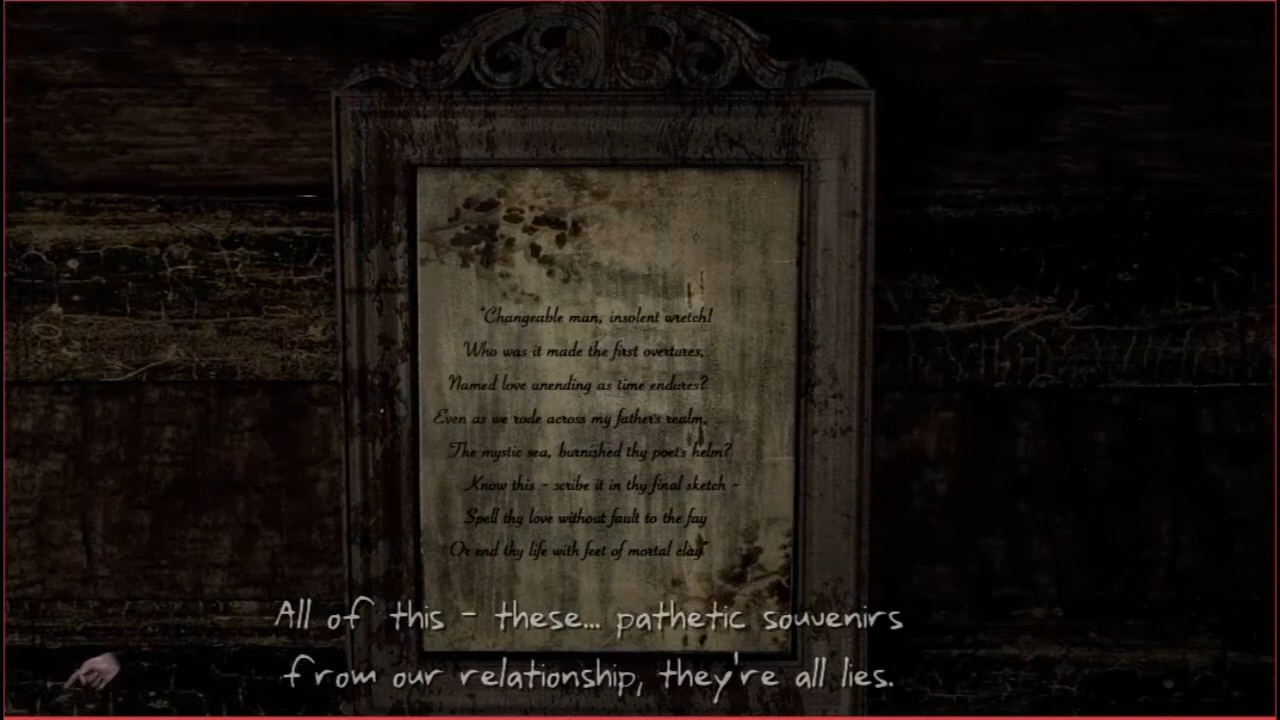 "Changeable man, insolent wretch!
Who was it made the first overtures,
Named love unending as time endures?
Even as we rode across my father's realm,
The mystic sea, burnished thy poet's helm?
Know this - scribe it in thy final sketch -
Spell thy love without fault to the fay
Or end thy life with feet of mortal clay"
All of this - these... pathetic souvenirs
from our relationship, they're all lies.